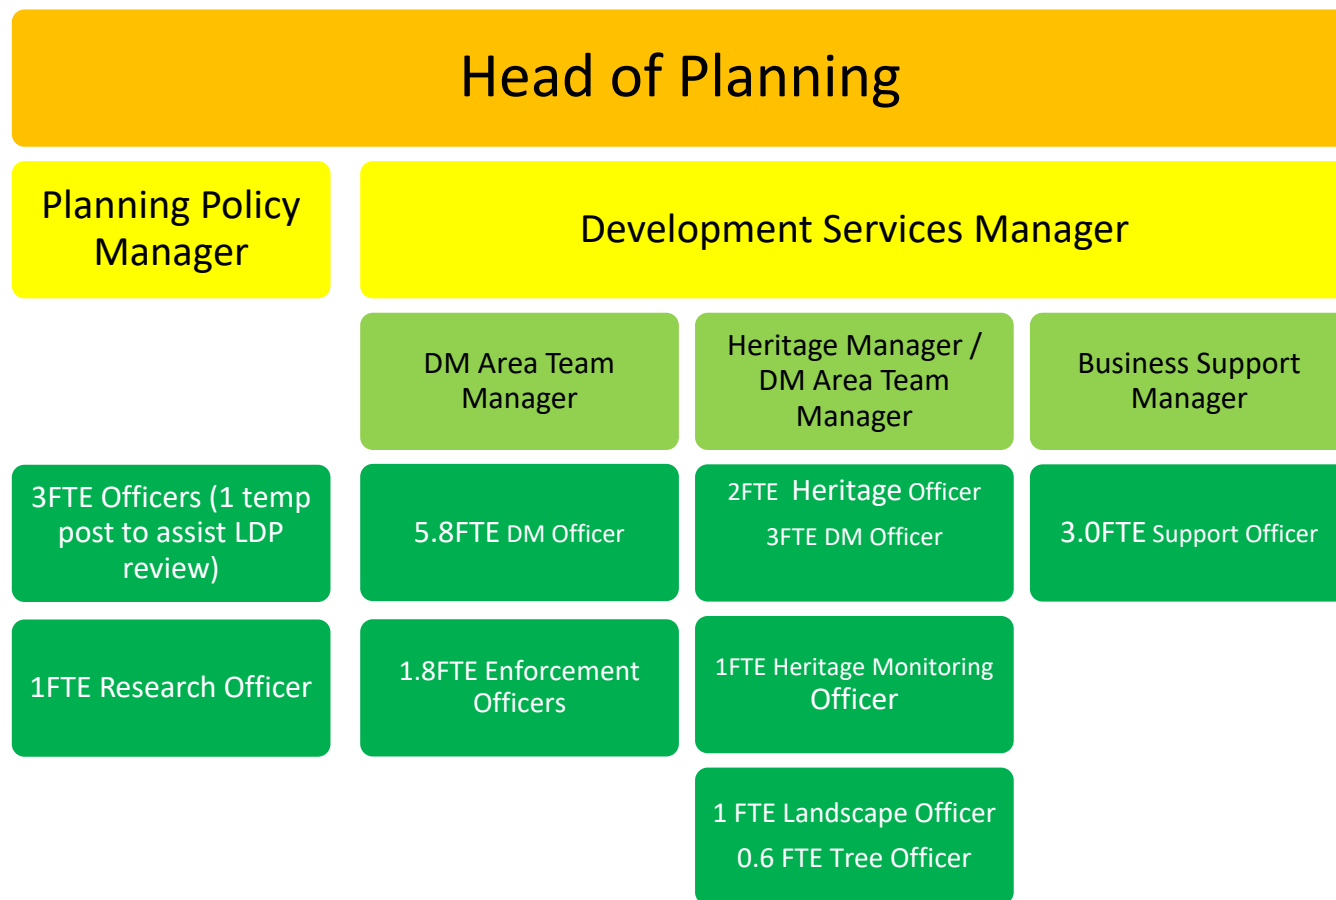 Head of Planning
Planning Policy
Manager
Development Services Manager
DM Area Team
Manager
Heritage Manager /
DM Area Team
Manager
Business Support
Manager
3FTE Officers (1 temp
post to assist LDP
review)
5.8FTE DM Officer
2FTE Heritage Officer
3FTE DM Officer
3.0FTE Support Officer
1FTE Research Officer
1.8FTE Enforcement
Officers
1FTE Heritage Monitoring
Officer
1 FTE Landscape Officer
0.6 FTE Tree Officer